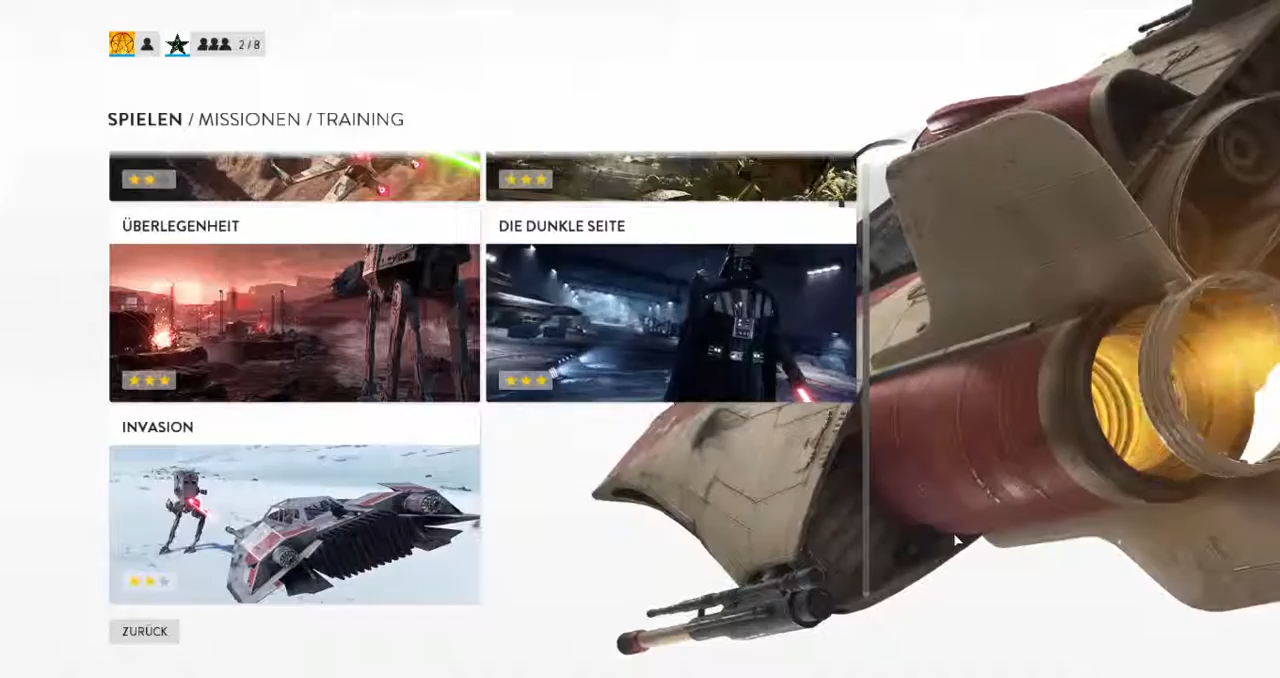 2 / 8
SPIELEN / MISSIONEN / TRAINING
ÜBERLEGENHEIT
DIE DUNKLE SEITE
INVASION
ZURÜCK